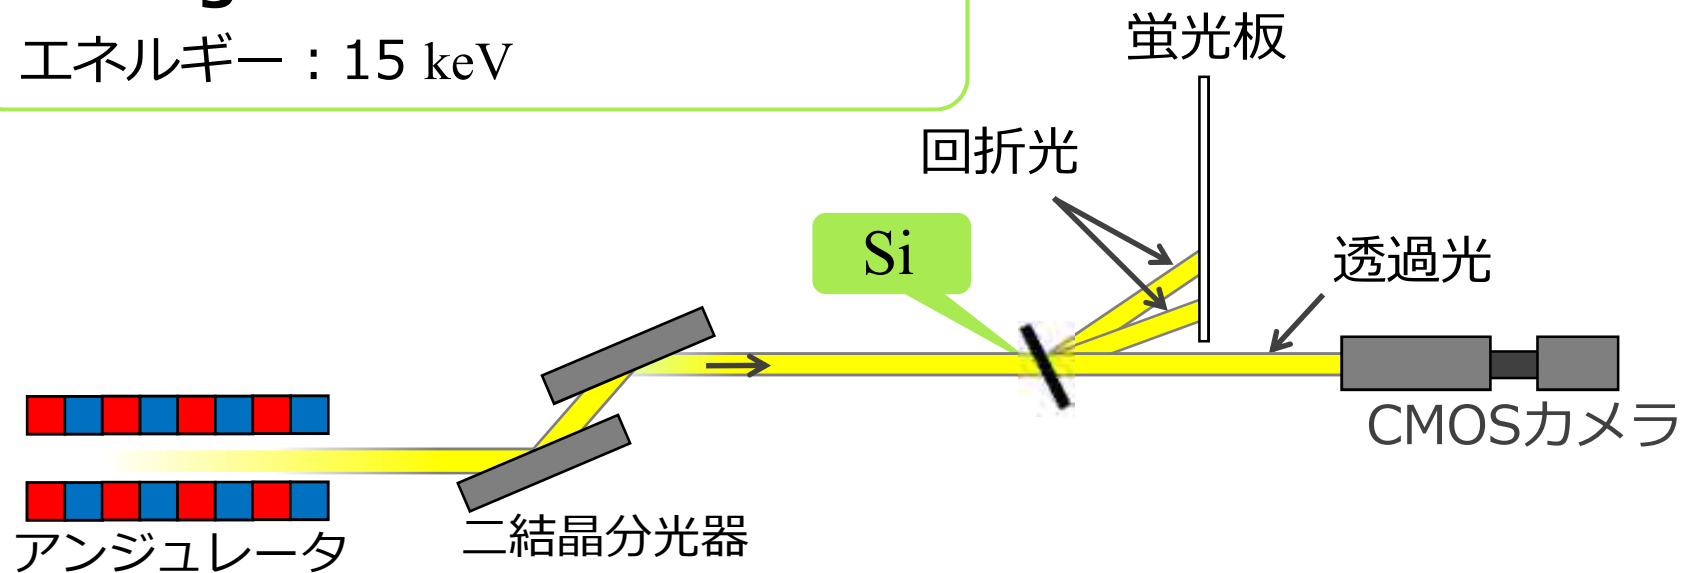 エネルギー：15 keV
蛍光板
回折光
Si
透過光
CMOSカメラ
二結晶分光器
アンジュレータ